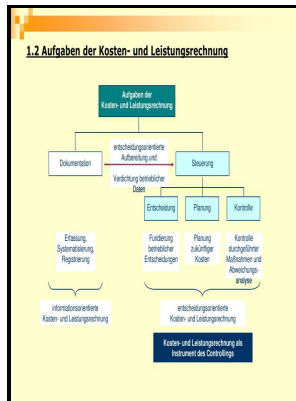 1.2 Aufgaben der Kosten- und Leistungsrechnung
Aufgaben der
Kosten- und Leistungsrechnung
entscheidungsorientierte
Aufbereitung und
Dokumentation
Steuerung
Verdichtung betrieblicher
Daten
Entscheidung
Planung
Kontrolle
Erfassung,
Systematisierung,
Registrierung
Fundierung
betrieblicher
Entscheidungen
Planung
zukünftiger
Kosten
Kontrolle
durchgeführter
Maßnahmen und
Abweichungs-
analyse
informationsorientierte
Kosten- und Leistungsrechnung
entscheidungsorientierte
Kosten- und Leistungsrechnung
Kosten- und Leistungsrechnung als
Instrument des Controllings